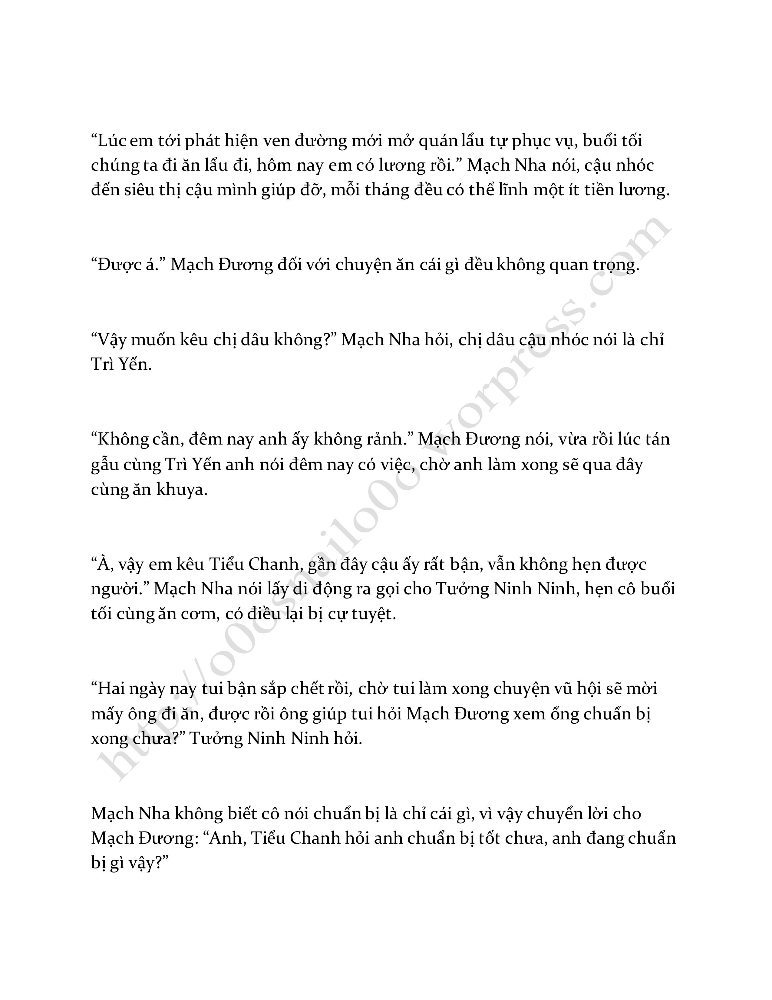 “Lúc em tới phát hiện ven đường mới mở quán lẩu tự phục vụ, buổi tối
chúng ta đi ăn lẩu đi, hôm nay em có lương rồi.” Mạch Nha nói, cậu nhóc
đến siêu thị cậu mình giúp đỡ, mỗi tháng đều có thể lĩnh một ít tiền lương.
“Được á.” Mạch Đương đối với chuyện ăn cái gì đều không quan trọng.
“Vậy muốn kêu chị dâu không?” Mạch Nha hỏi, chị dâu cậu nhóc nói là chỉ
Trì Yến.
“Không cần, đêm nay anh ấy không rảnh.” Mạch Đương nói, vừa rồi lúc tán
gẫu cùng Trì Yến anh nói đêm nay có việc, chờ anh làm xong sẽ qua đây
cùng ăn khuya.
“À, vậy em kêu Tiểu Chanh, gần đây cậu ấy rất bận, vẫn không hẹn được
người.” Mạch Nha nói lấy di động ra gọi cho Tưởng Ninh Ninh, hẹn cô buổi
tối cùng ăn cơm, có điều lại bị cự tuyệt.
“Hai ngày nay tui bận sắp chết rồi, chờ tui làm xong chuyện vũ hội sẽ mời
mấy ông đi ăn, được rồi ông giúp tui hỏi Mạch Đương xem ổng chuẩn bị
xong chưa?” Tưởng Ninh Ninh hỏi.
Mạch Nha không biết cô nói chuẩn bị là chỉ cái gì, vì vậy chuyển lời cho
Mạch Đương: “Anh, Tiểu Chanh hỏi anh chuẩn bị tốt chưa, anh đang chuẩn
bị gì vậy?”
http://o0osnailo0o.worpress.com